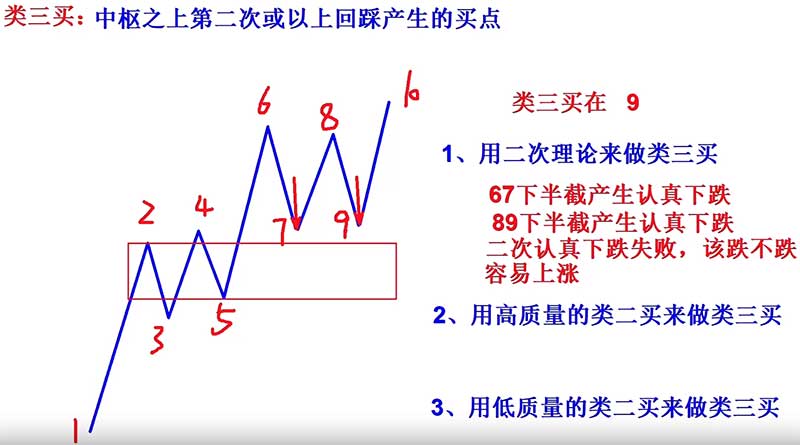 类三买：中枢之上第二次或以上回踩产生的买点
类三买在 9
1、用二次理论来做类三买
67下半截产生认真下跌
89下半截产生认真下跌
二次认真下跌失败，该跌不跌
容易上涨
2、用高质量的类二买来做类三买
3、用低质量的类二买来做类三买
6
8
10
2
4
7
9
3
5
1